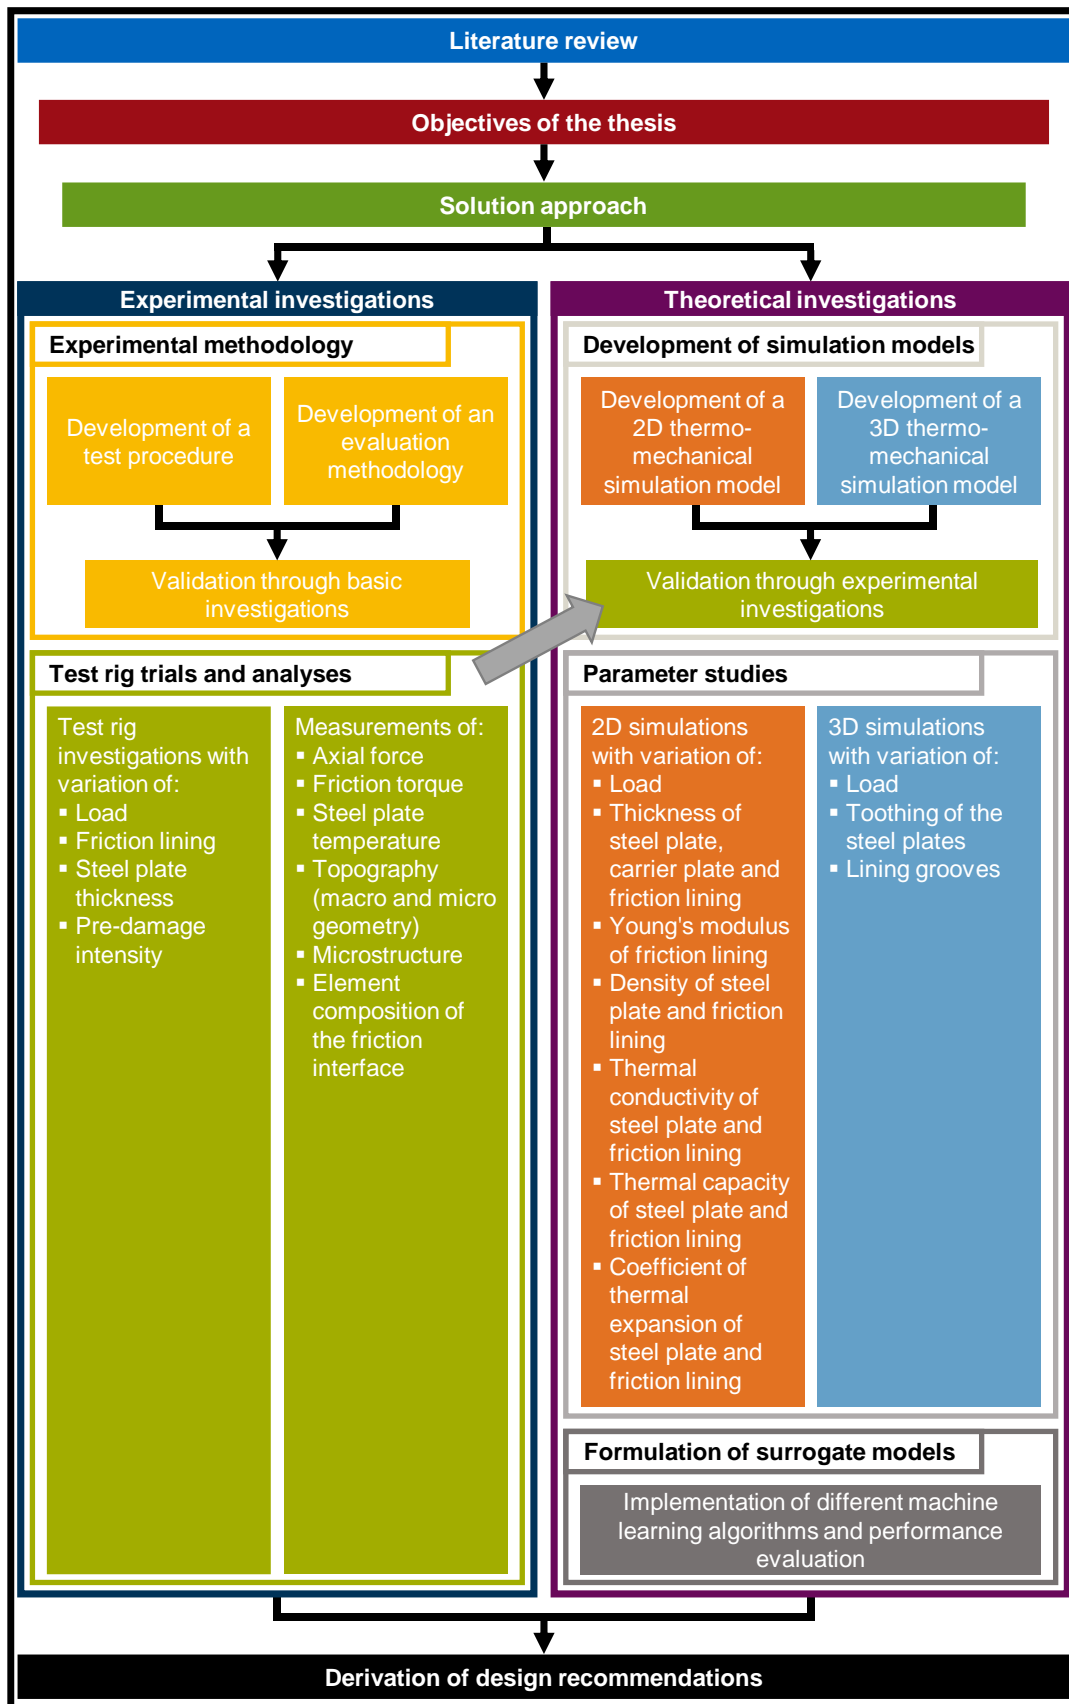 Literature review
Objectives of the thesis
Solution approach
Experimental investigations
Experimental methodology
Development of a
test procedure
Development of an
evaluation
methodology
Validation through basic
investigations
Test rig trials and analyses
Test rig
investigations with
variation of:
▪ Load
▪ Friction lining
▪ Steel plate
thickness
▪ Pre-damage
intensity
Measurements of:
▪ Axial force
▪ Friction torque
▪ Steel plate
temperature
▪ Topography
(macro and micro
geometry)
▪ Microstructure
▪ Element
composition of
the friction
interface
Theoretical investigations
Development of simulation models
Development of a
2D thermo-
mechanical
simulation model
Development of a
3D thermo-
mechanical
simulation model
Validation through experimental
investigations
Parameter studies
2D simulations
with variation of:
▪ Load
▪ Thickness of
steel plate,
carrier plate and
friction lining
▪ Young's modulus
of friction lining
▪ Density of steel
plate and friction
lining
▪ Thermal
conductivity of
steel plate and
friction lining
▪ Thermal capacity
of steel plate and
friction lining
▪ Coefficient of
thermal
expansion of
steel plate and
friction lining
3D simulations
with variation of:
▪ Load
▪ Toothing of the
steel plates
▪ Lining grooves
Formulation of surrogate models
Implementation of different machine
learning algorithms and performance
evaluation
Derivation of design recommendations